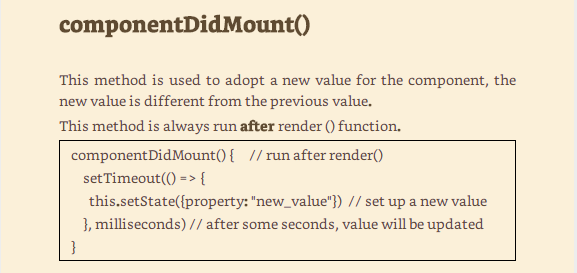 componentDidMount()
This method is used to adopt a new value for the component, the
new value is different from the previous value.
This method is always run after render () function.
componentDidMount() {    // run after render()
setTimeout(() => {
this.setState({property: "new_value"})  // set up a new value
}, milliseconds) // after some seconds, value will be updated
}